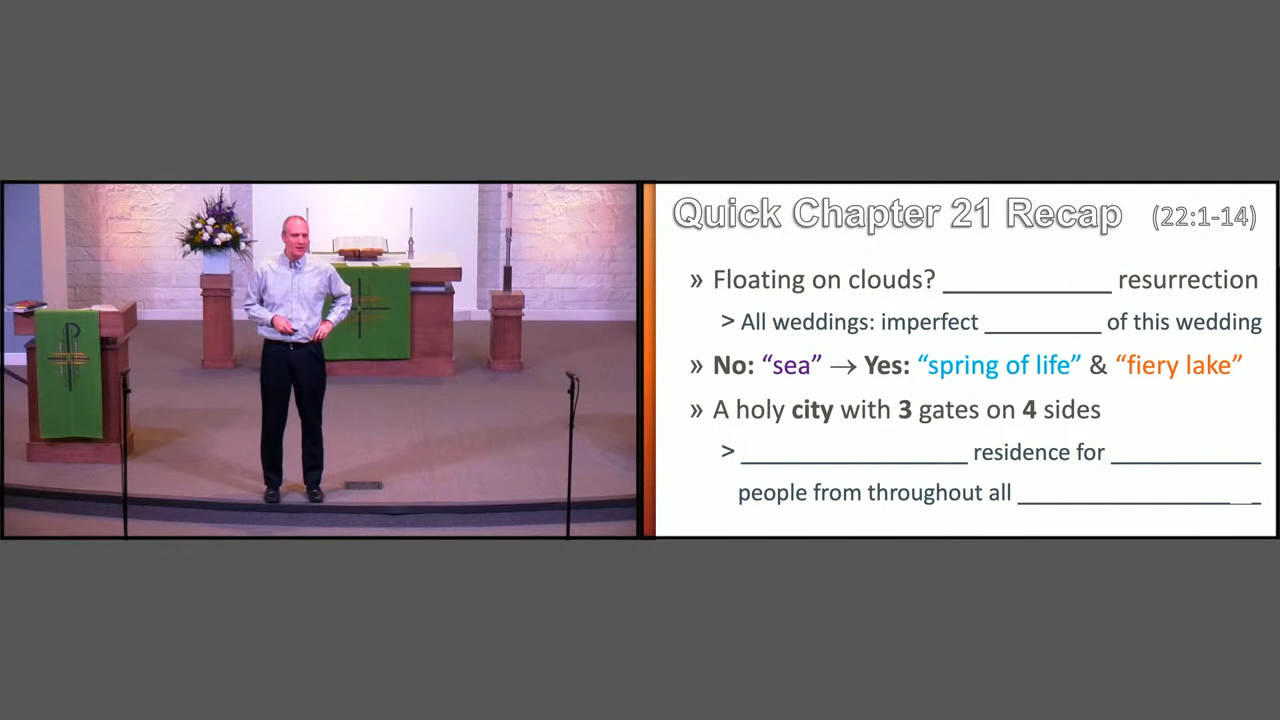 Quick Chapter 21 Recap (22:1-14)
» Floating on clouds? ____________ resurrection
> All weddings: imperfect _________ of this wedding
» No: “sea” → Yes: “spring of life” & “fiery lake”
» A holy city with 3 gates on 4 sides
> _________________ residence for ___________
people from throughout all __________________